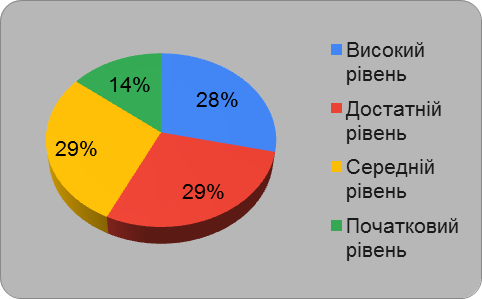 14%
28%
29%
29%
Високий
рівень
Достатній
рівень
Середній
рівень
Початковий
рівень